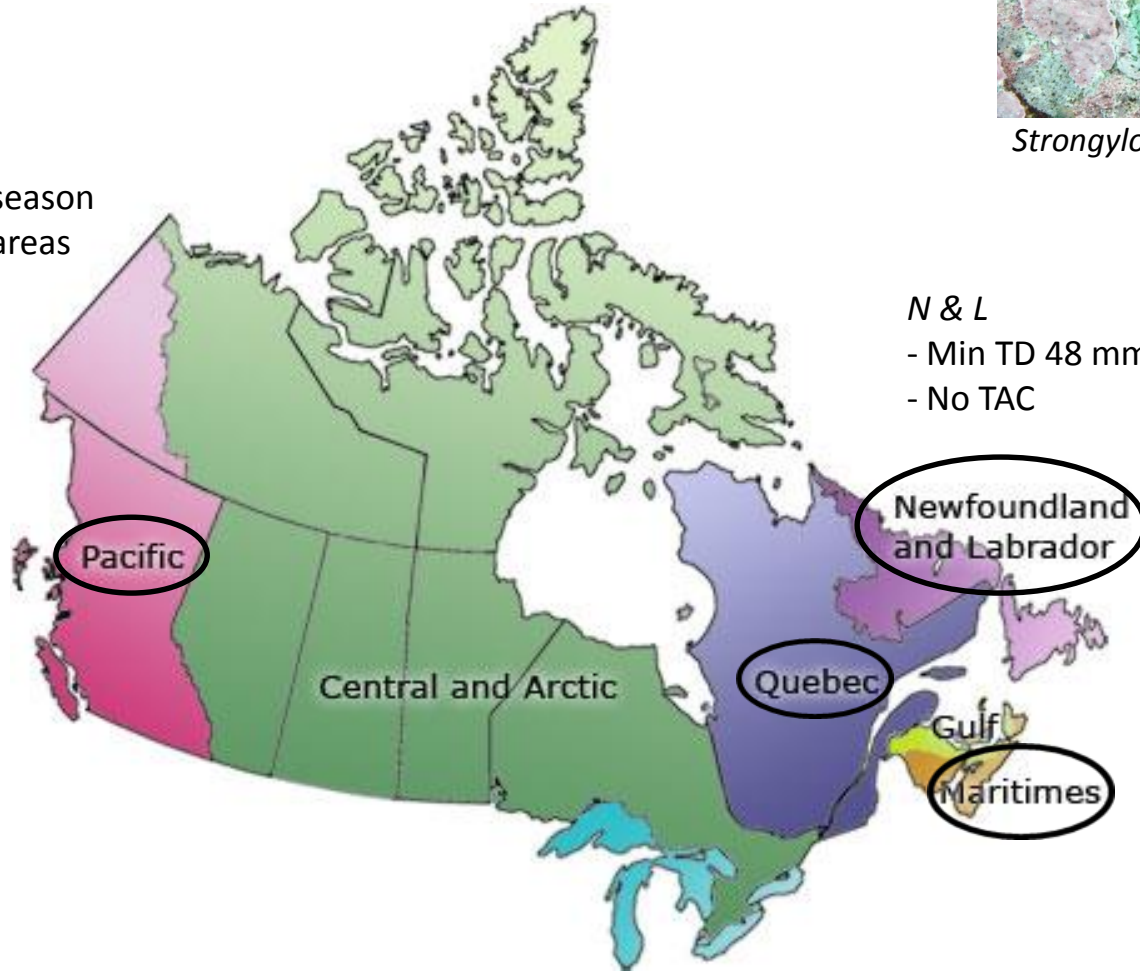 Strongylo
season
areas
N & L
- Min TD 48 mm
- No TAC
Newfoundland
and Labrador
Pacific
Central and Arctic
Quebec
Gulf
Maritimes